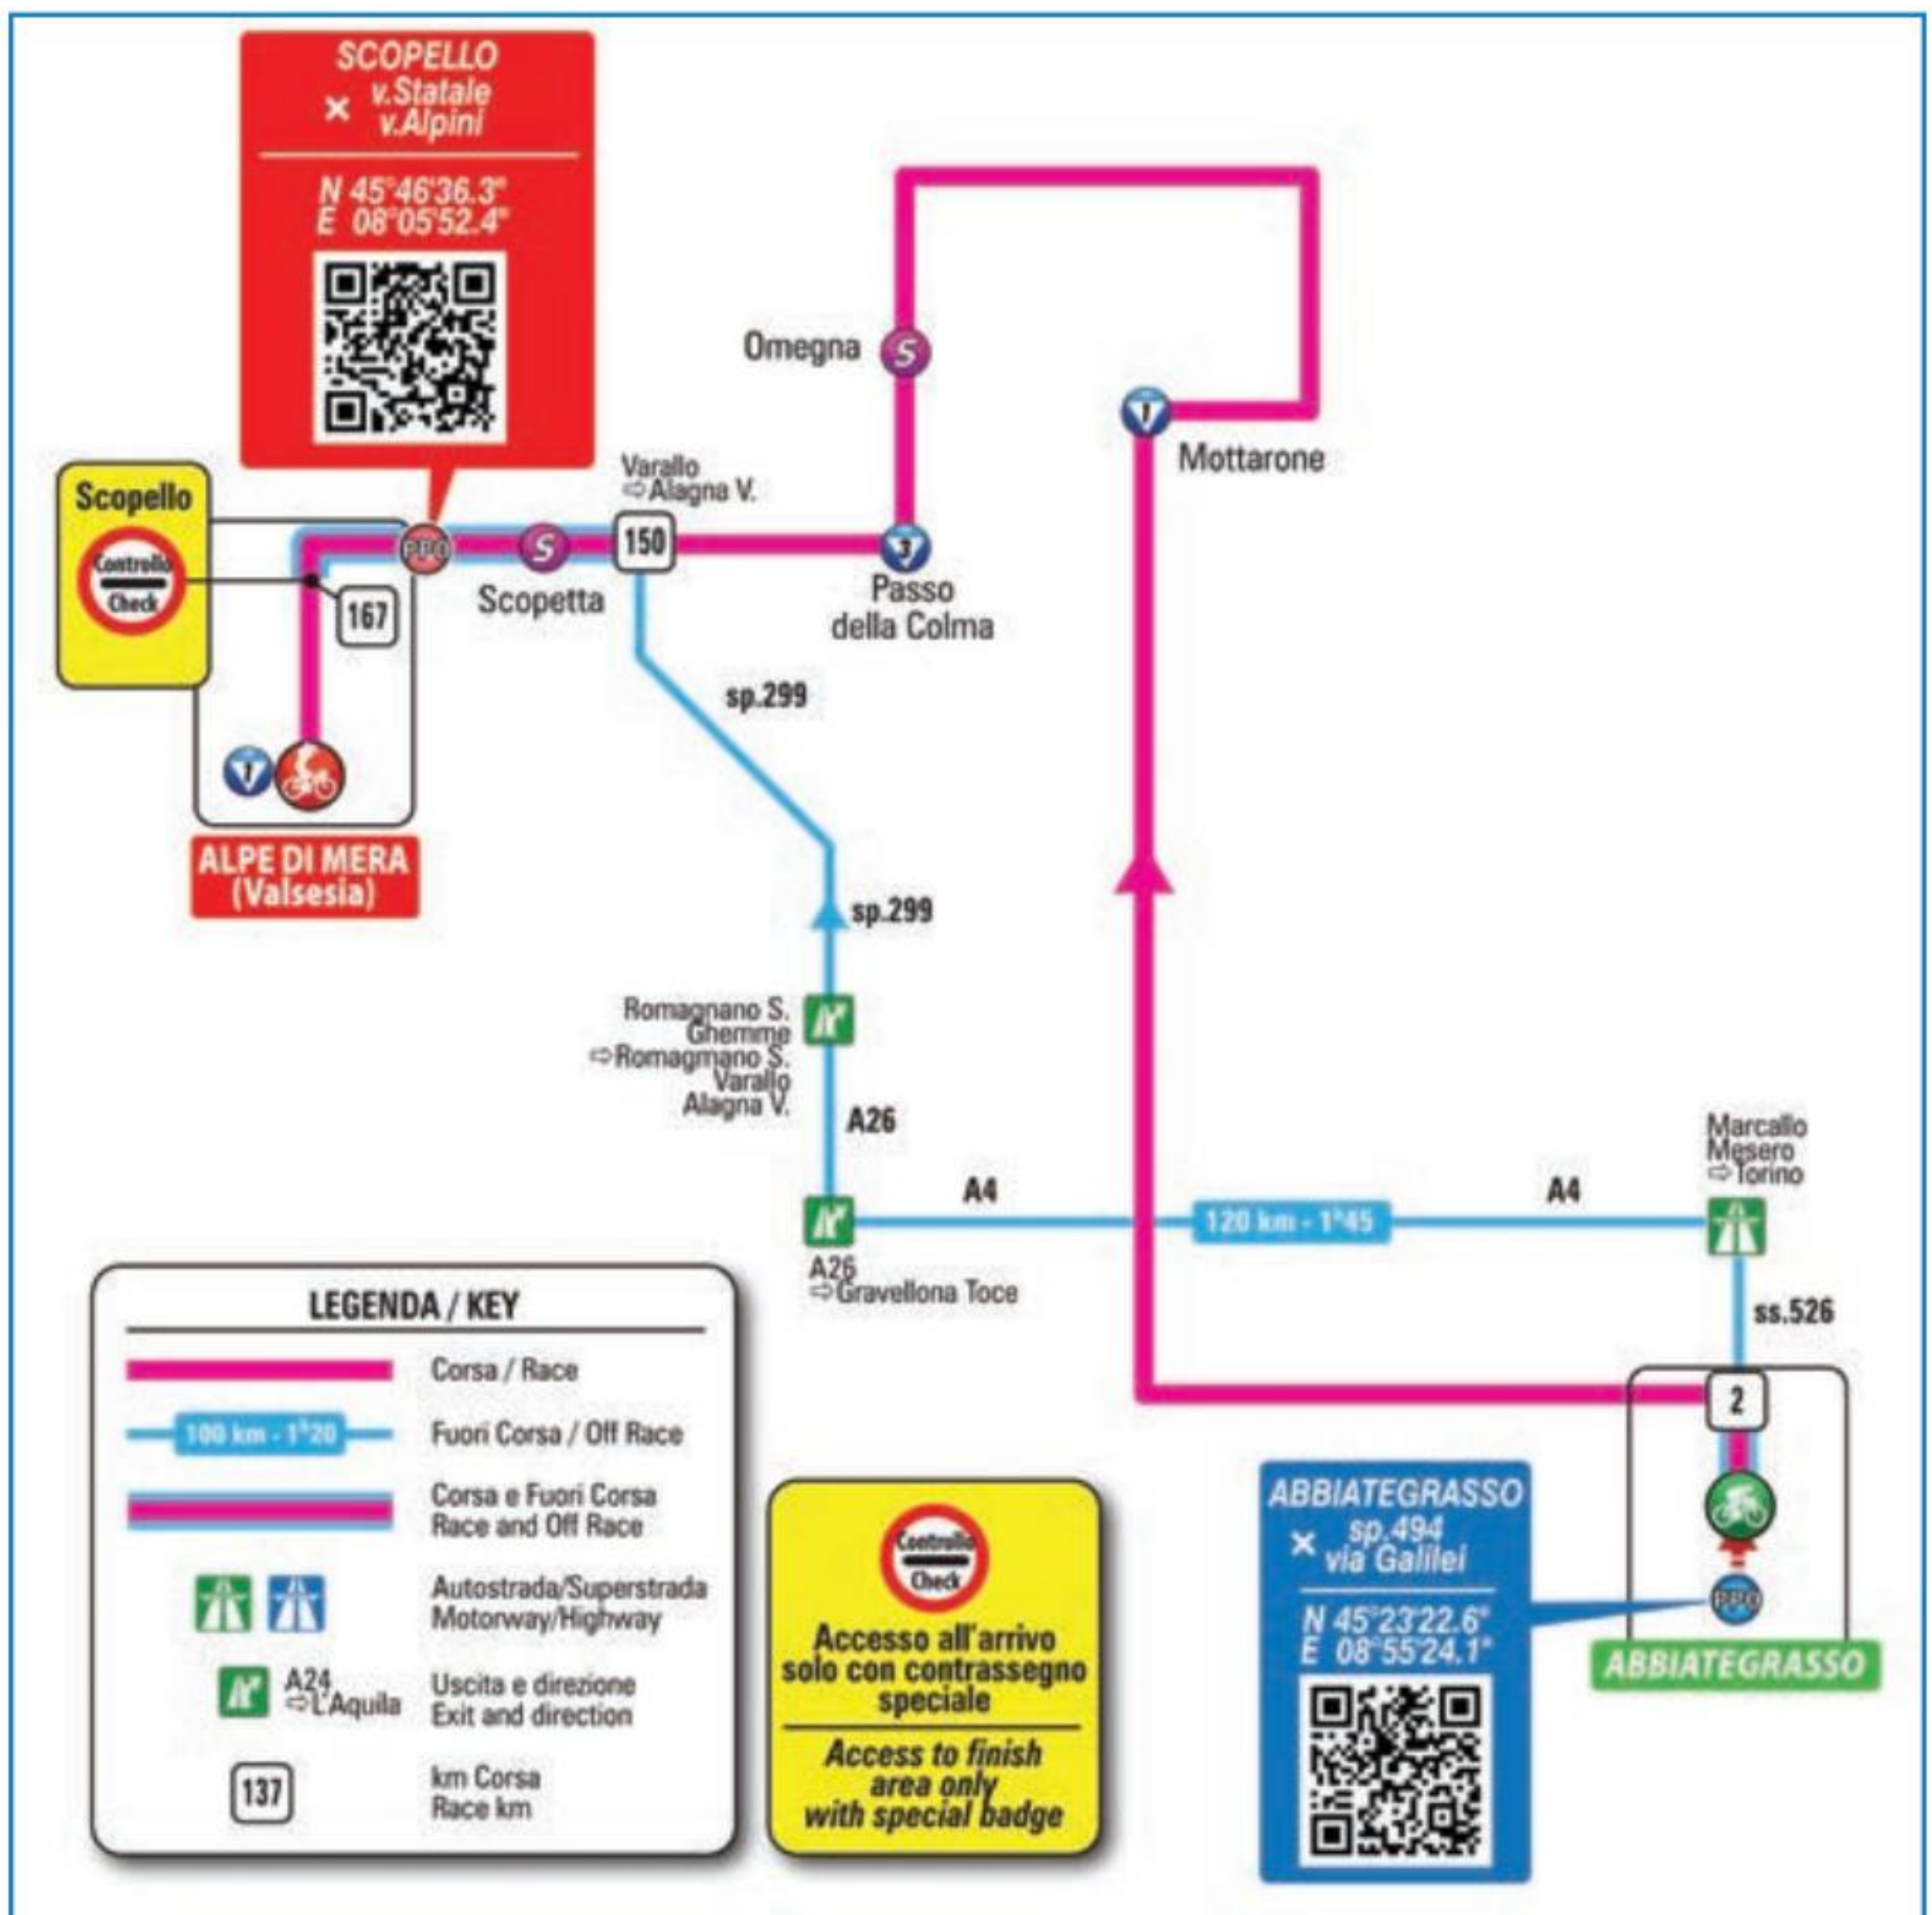 SCOPELLO
× v.Statale
v.Alpini
N 45°46'36.3"
E 08°05'52.4"
Omegna
S
1
Mottarone
Varallo
⇨Alagna V.
Scopello
Controllo
Check
PPO
S
150
3
Scopetta
Passo
della Colma
167
sp.299
1
ALPE DI MERA
(Valsesia)
sp.299
Romagnano S.
Ghemme
⇨Romagmano S.
Varallo
Alagna V.
A26
Marcallo
Mesero
⇨Torino
A4
120 km - 1h45
A4
A26
⇨Gravellona Toce
ss.526
2
LEGENDA / KEY
Corsa / Race
100 km - 1h20
Fuori Corsa / Off Race
Corsa e Fuori Corsa
Race and Off Race
Autostrada/Superstrada
Motorway/Highway
A24
⇨L'Aquila
Uscita e direzione
Exit and direction
137
km Corsa
Race km
Controllo
Check
Accesso all'arrivo
solo con contrassegno
speciale
Access to finish
area only
with special badge
ABBIATEGRASSO
× sp.494
via Galilei
N 45°23'22.6"
E 08°55'24.1"
PPO
ABBIATEGRASSO